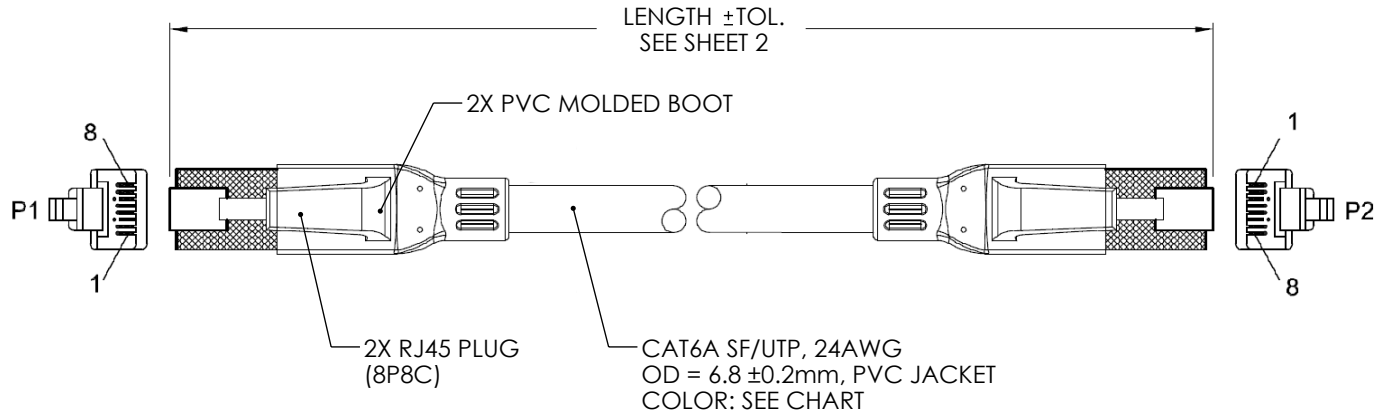 LENGTH ±TOL.
SEE SHEET 2
2X PVC MOLDED BOOT
8
1
P1
P2
1
8
2X RJ45 PLUG
(8P8C)
CAT6A SF/UTP, 24AWG
OD = 6.8 ±0.2mm, PVC JACKET
COLOR: SEE CHART